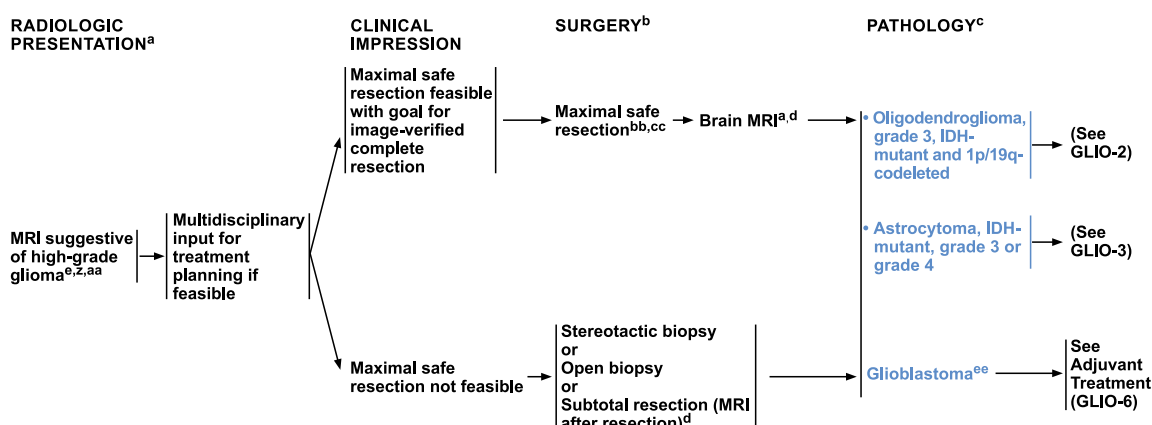 RADIOLOGIC
PRESENTATIONa
CLINICAL
IMPRESSION
SURGERYb
PATHOLOGYc
MRI suggestive
of high-grade
gliomae,z,aa
Multidisciplinary
input for
treatment
planning if
feasible
Maximal safe
resection feasible
with goal for
image-verified
complete
resection
Maximal safe
resectionbb,cc
Brain MRIa,d
• Oligodendroglioma,
grade 3, IDH-
mutant and 1p/19q-
codeleted
(See
GLIO-2)
• Astrocytoma, IDH-
mutant, grade 3 or
grade 4
(See
GLIO-3)
Maximal safe
resection not feasible
Stereotactic biopsy
or
Open biopsy
or
Subtotal resection (MRI
after resection)d
Glioblastomaee
See
Adjuvant
Treatment
(GLIO-6)